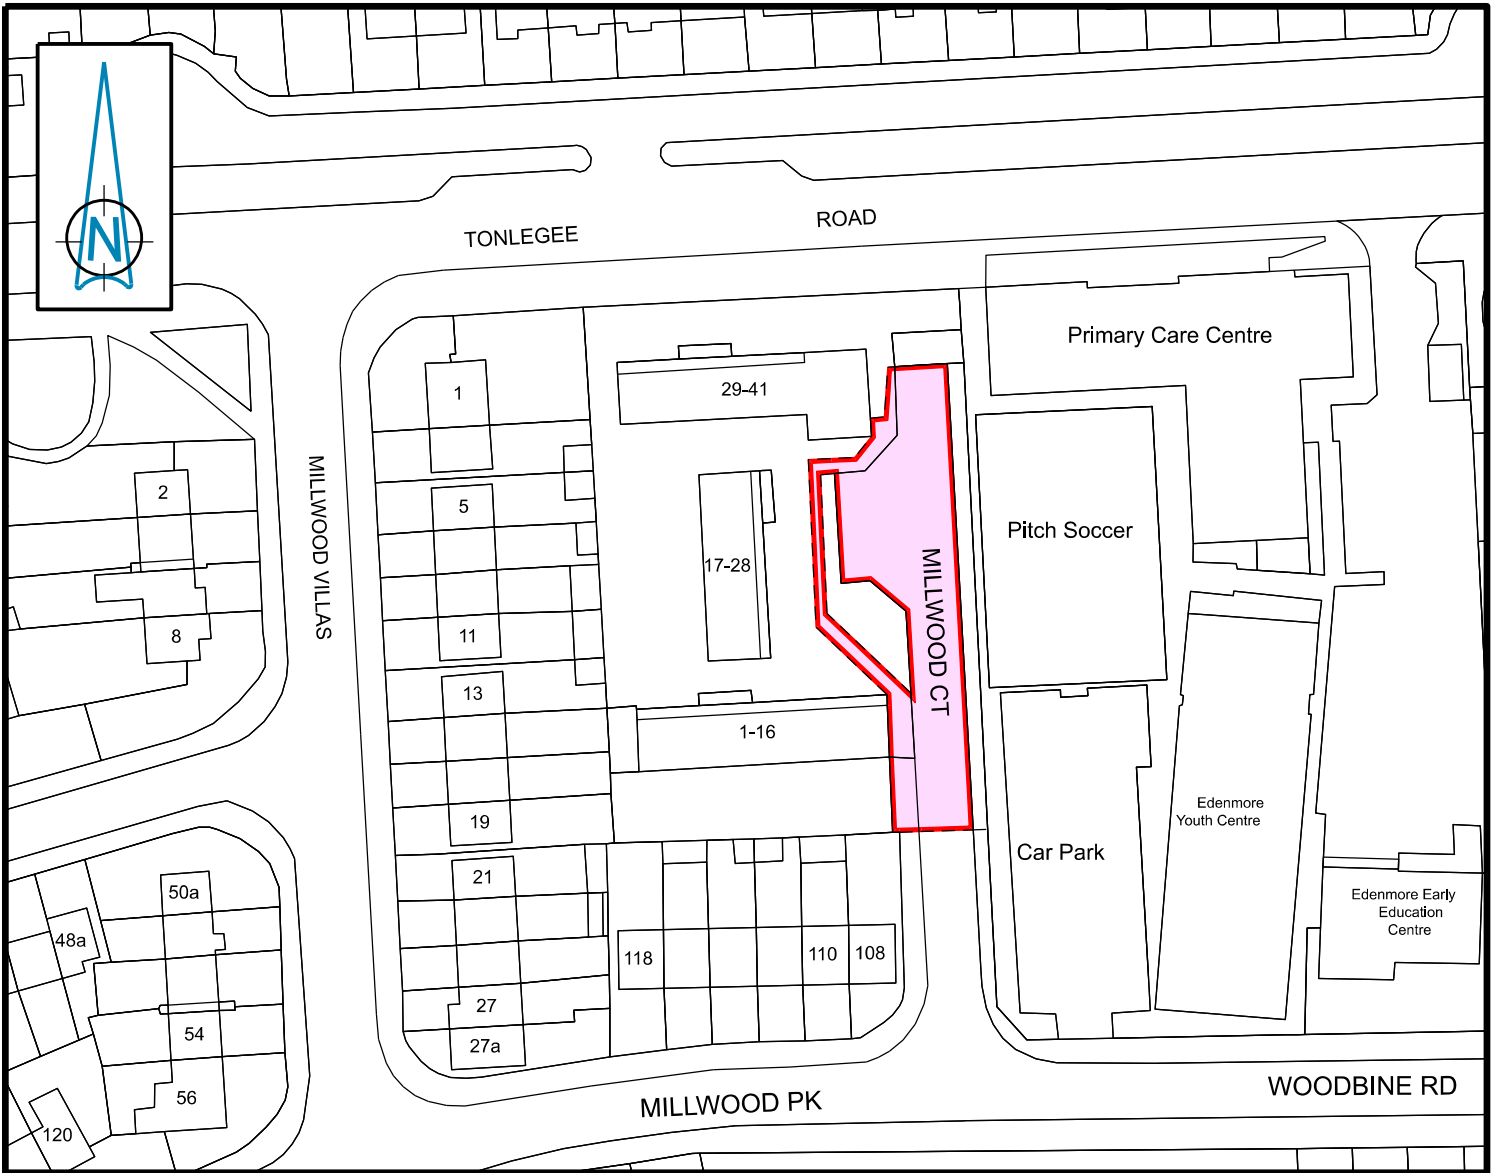 N
TONLEGEE ROAD
Primary Care Centre
1
29-41
MILLWOOD VILLAS
2
5
Pitch Soccer
17-28
MILLWOOD CT
8
11
13
1-16
19
Edenmore
Youth Centre
Car Park
21
50a
Edenmore Early
Education
Centre
48a
118
110
108
27
54
27a
56
120
MILLWOOD PK
WOODBINE RD